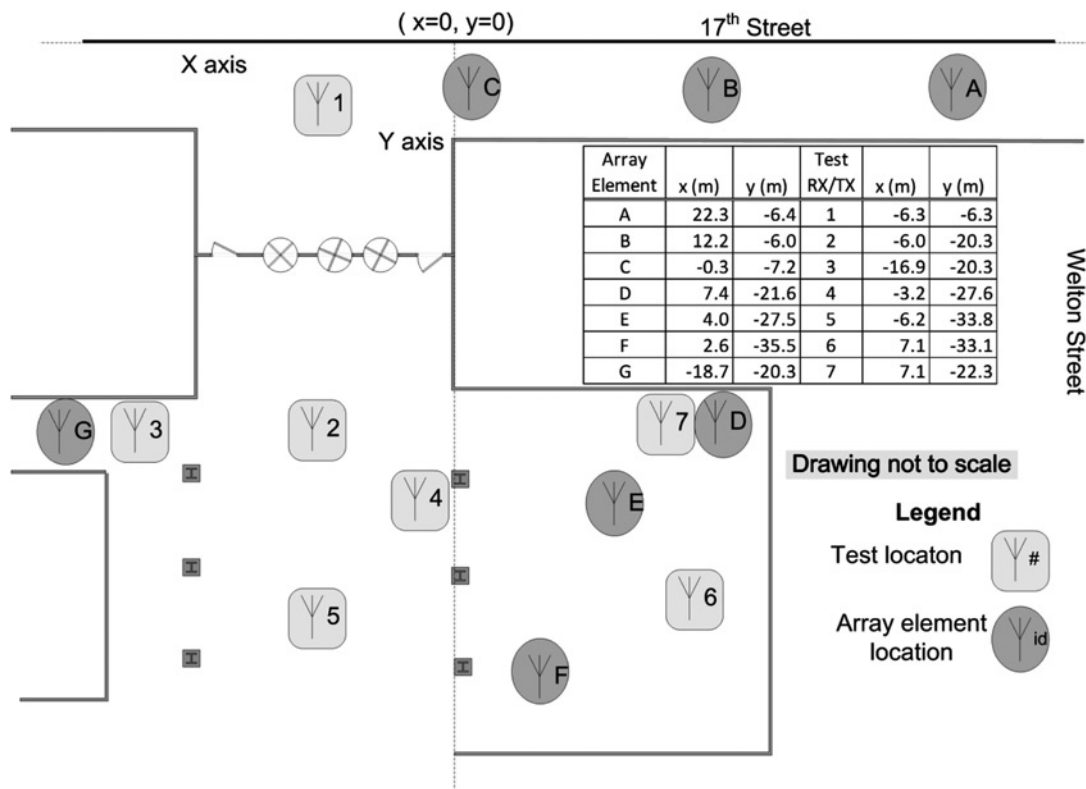 ( x=0, y=0)
17th Street
X axis
C
B
A
1
Y axis
Array Element x (m) y (m) Test RX/TX x (m) y (m)
A 22.3 -6.4 1 -6.3 -6.3
B 12.2 -6.0 2 -6.0 -20.3
C -0.3 -7.2 3 -16.9 -20.3
D 7.4 -21.6 4 -3.2 -27.6
E 4.0 -27.5 5 -6.2 -33.8
F 2.6 -35.5 6 7.1 -33.1
G -18.7 -20.3 7 7.1 -22.3
Welton Street
G
3
2
7
D
4
E
Drawing not to scale
Legend
Test locaton
#
5
6
Array element
location
id
F